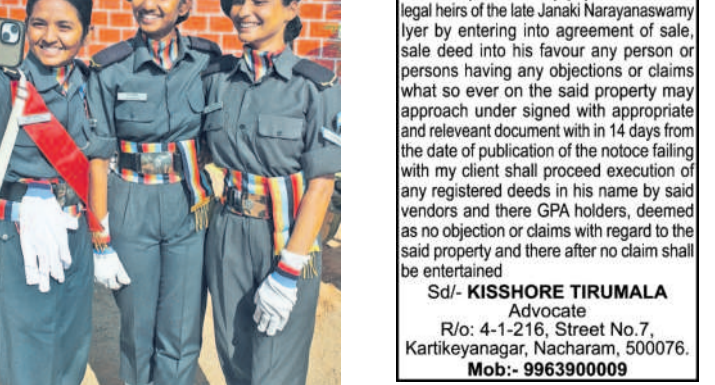 legal heirs of the late Janaki Narayanaswamy
Iyer by entering into agreement of sale,
sale deed into his favour any person or
persons having any objections or claims
what so ever on the said property may
approach under signed with appropriate
and releveant document with in 14 days from
the date of publication of the notoce failing
with my client shall proceed execution of
any registered deeds in his name by said
vendors and there GPA holders, deemed
as no objection or claims with regard to the
said property and there after no claim shall
be entertained
Sd/- KISSHORE TIRUMALA
Advocate
R/o: 4-1-216, Street No.7,
Kartikeyanagar, Nacharam, 500076.
Mob:- 9963900009